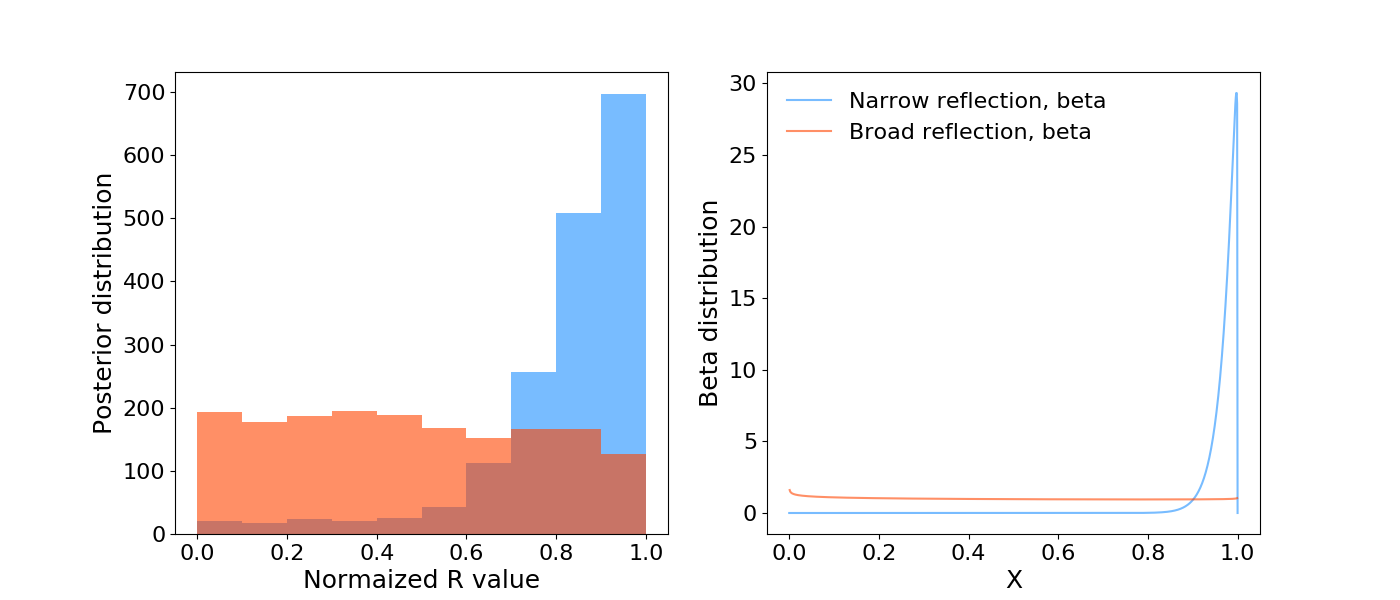 700
600
500
400
300
200
100
0
Posterior distribution
0.0 0.2 0.4 0.6 0.8 1.0
Normaized R value
30
25
20
15
10
5
0
Beta distribution
Narrow reflection, beta
Broad reflection, beta
0.0 0.2 0.4 0.6 0.8 1.0
X